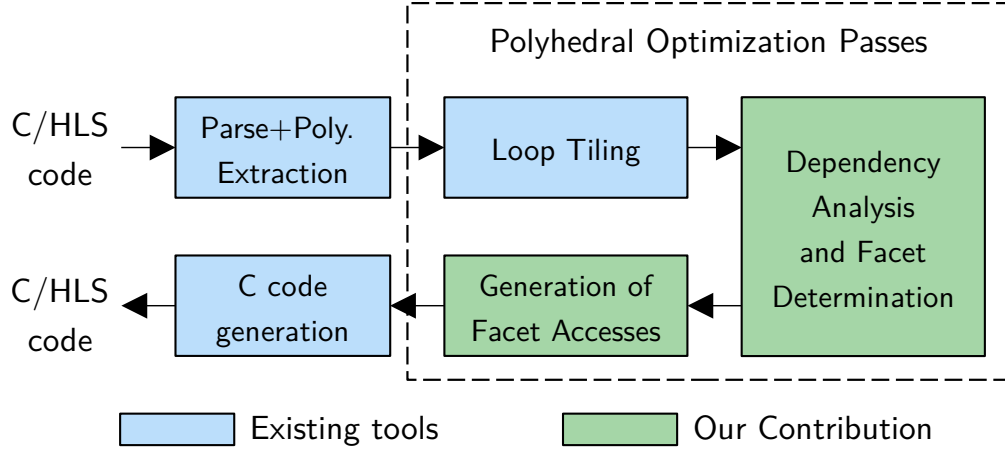 Polyhedral Optimization Passes
C/HLS
code
Parse+Poly.
Extraction
Loop Tiling
Dependency
Analysis
and Facet
Determination
Generation of
Facet Accesses
C code
generation
C/HLS
code
Existing tools
Our Contribution